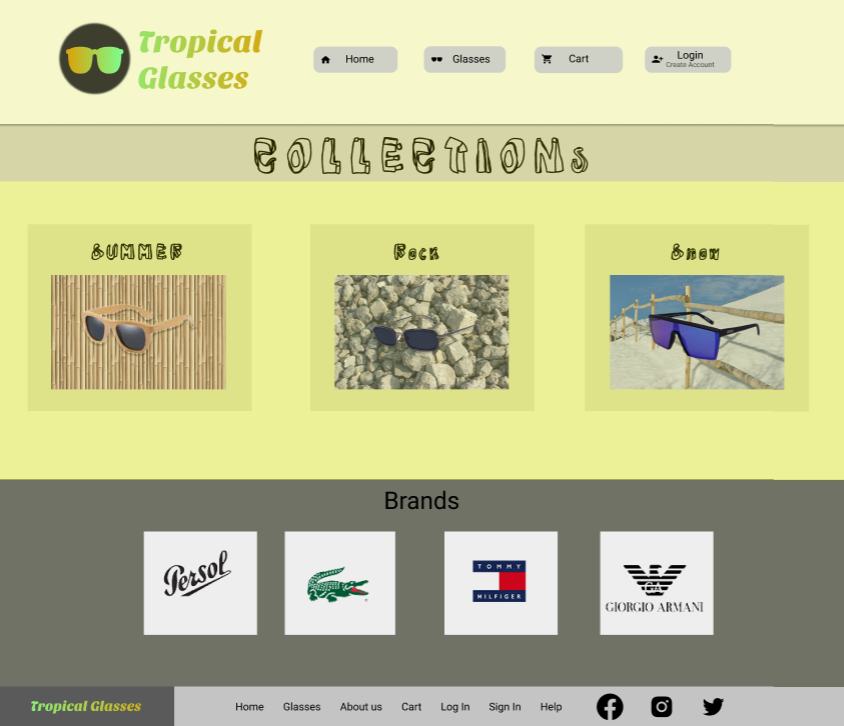 Tropical
Glasses
Home
Glasses
Cart
Login
Create Account
COLLECTIONs
SUMMER
Rock
Snow
Brands
Persol
TOMMY
HILFIGER
GA
GIORGIO ARMANI
Tropical Glasses
Home
Glasses
About us
Cart
Log In
Sign In
Help